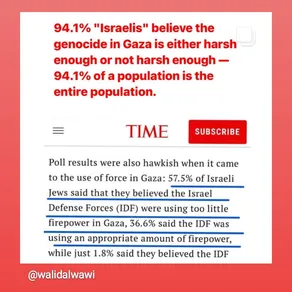 94.1% "Israelis" believe the
genocide in Gaza is either harsh
enough or not harsh enough —
94.1% of a population is the
entire population.
TIME
SUBSCRIBE
Poll results were also hawkish when it came
to the use of force in Gaza: 57.5% of Israeli
Jews said that they believed the Israel
Defense Forces (IDF) were using too little
firepower in Gaza, 36.6% said the IDF was
using an appropriate amount of firepower,
while just 1.8% said they believed the IDF
@walidalwawi